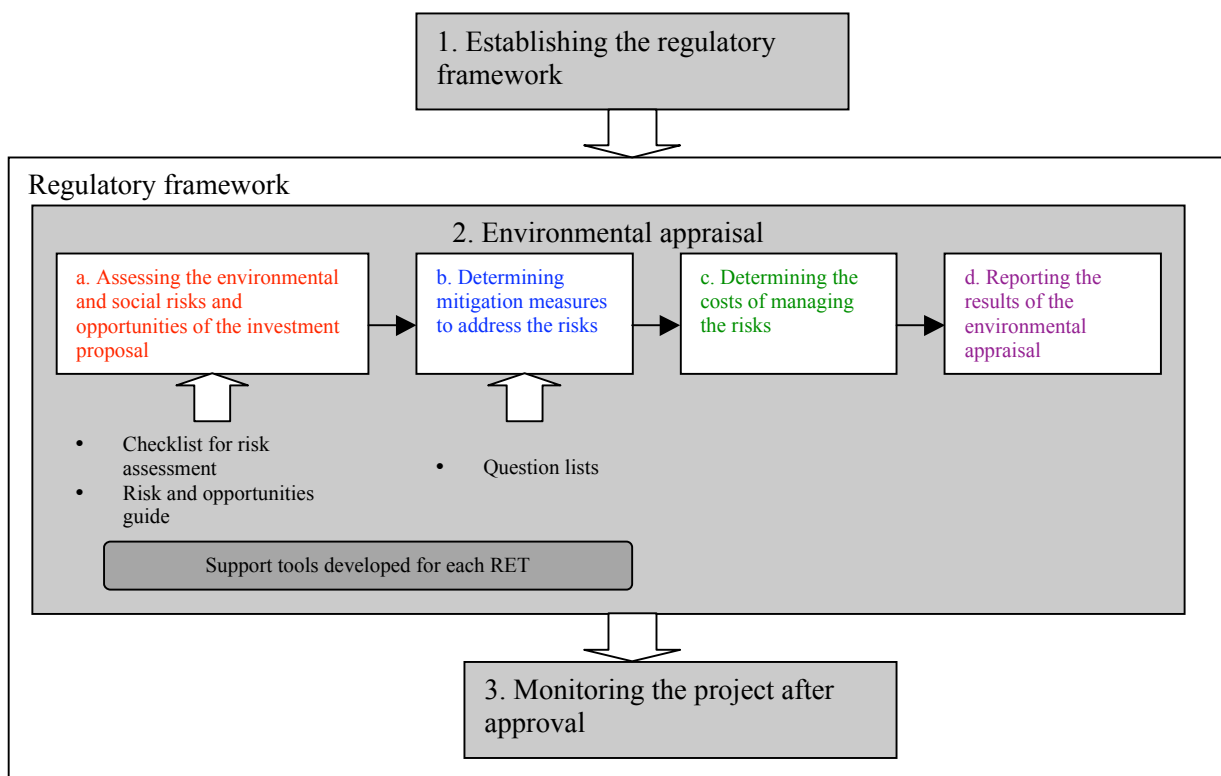 1. Establishing the regulatory
framework
Regulatory framework
2. Environmental appraisal
a. Assessing the environmental
and social risks and
opportunities of the investment
proposal
b. Determining
mitigation measures
to address the risks
c. Determining the
costs of managing
the risks
d. Reporting the
results of the
environmental
appraisal
• Checklist for risk
assessment
• Risk and opportunities
guide
• Question lists
Support tools developed for each RET
3. Monitoring the project after
approval